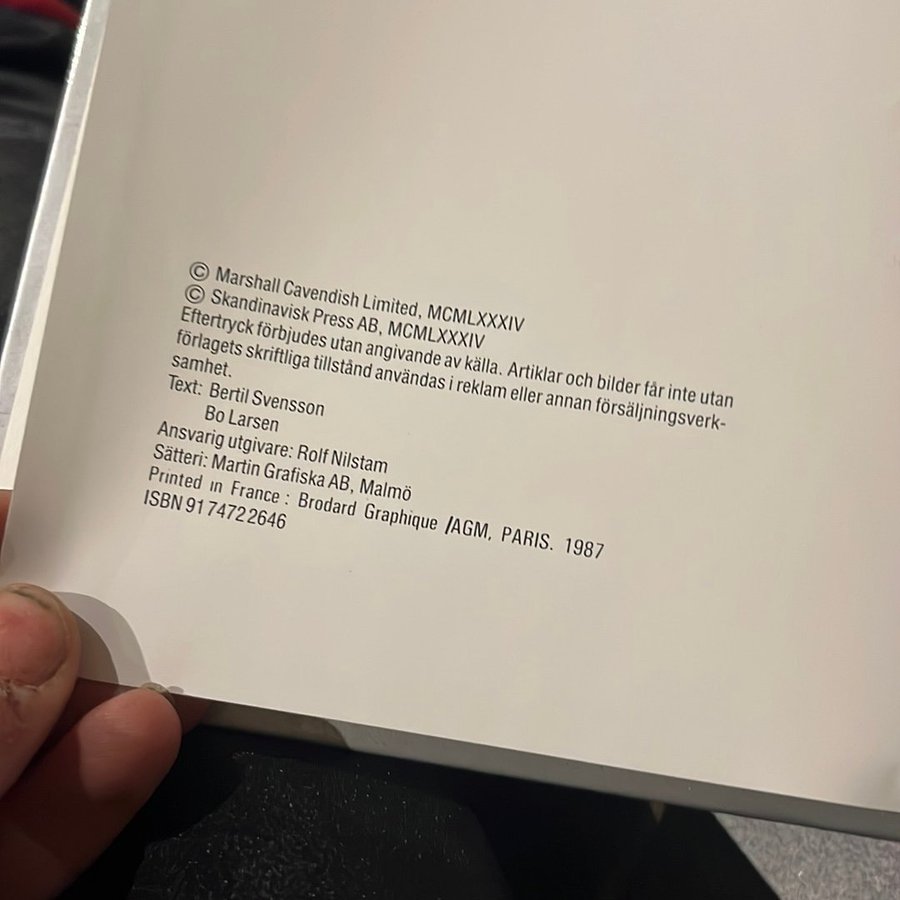 © Marshall Cavendish Limited, MCMLXXXIV
© Skandinavisk Press AB, MCMLXXXIV
Eftertryck förbjudes utan angivande av källa. Artiklar och bilder får inte utan
förlagets skriftliga tillstånd användas i reklam eller annan försäljningsverk-
samhet.
Text: Bertil Svensson
Bo Larsen
Ansvarig utgivare: Rolf Nilstam
Sätteri: Martin Grafiska AB, Malmö
Printed in France : Brodard Graphique /AGM, PARIS. 1987
ISBN 91 7472 2646